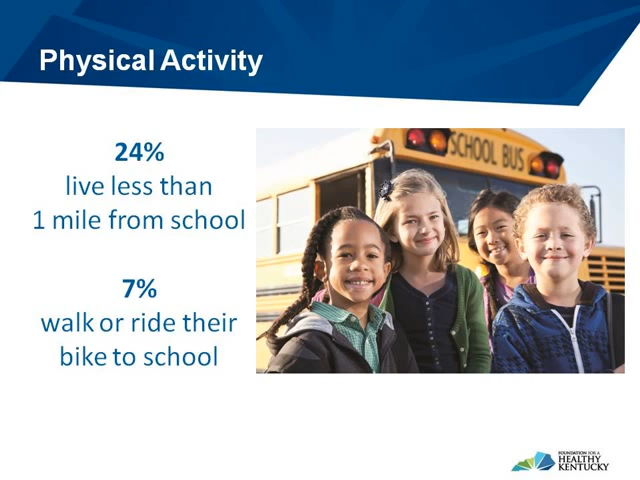 Physical Activity
24%
live less than
1 mile from school
7%
walk or ride their
bike to school
SCHOOL BUS
FOUNDATION FOR A
HEALTHY
KENTUCKY